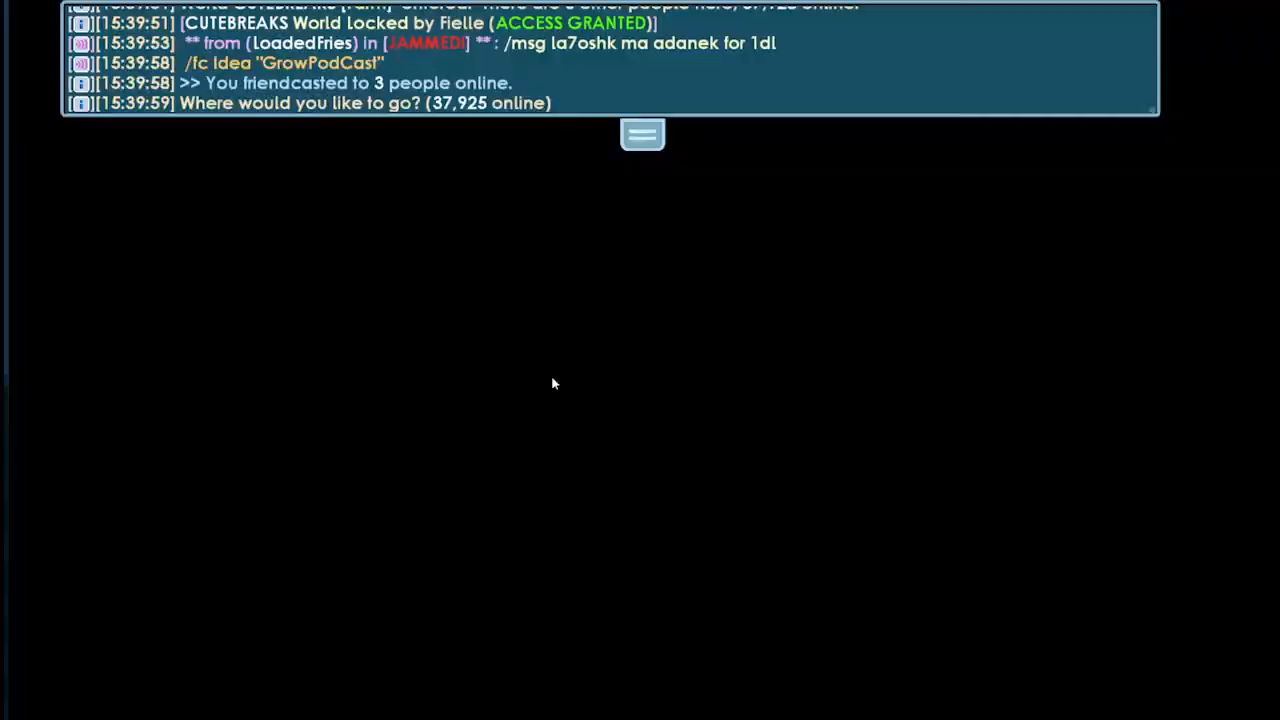 [i][15:39:51] [CUTEBREAKS World Locked by Fielle (ACCESS GRANTED)]
[15:39:53] ** from (LoadedFries) in [JAMMED!] ** : /msg la7oshk ma adanek for 1dl
[15:39:58] /fc Idea "GrowPodCast"
[i][15:39:58] >> You friendcasted to 3 people online.
[i][15:39:59] Where would you like to go? (37,925 online)